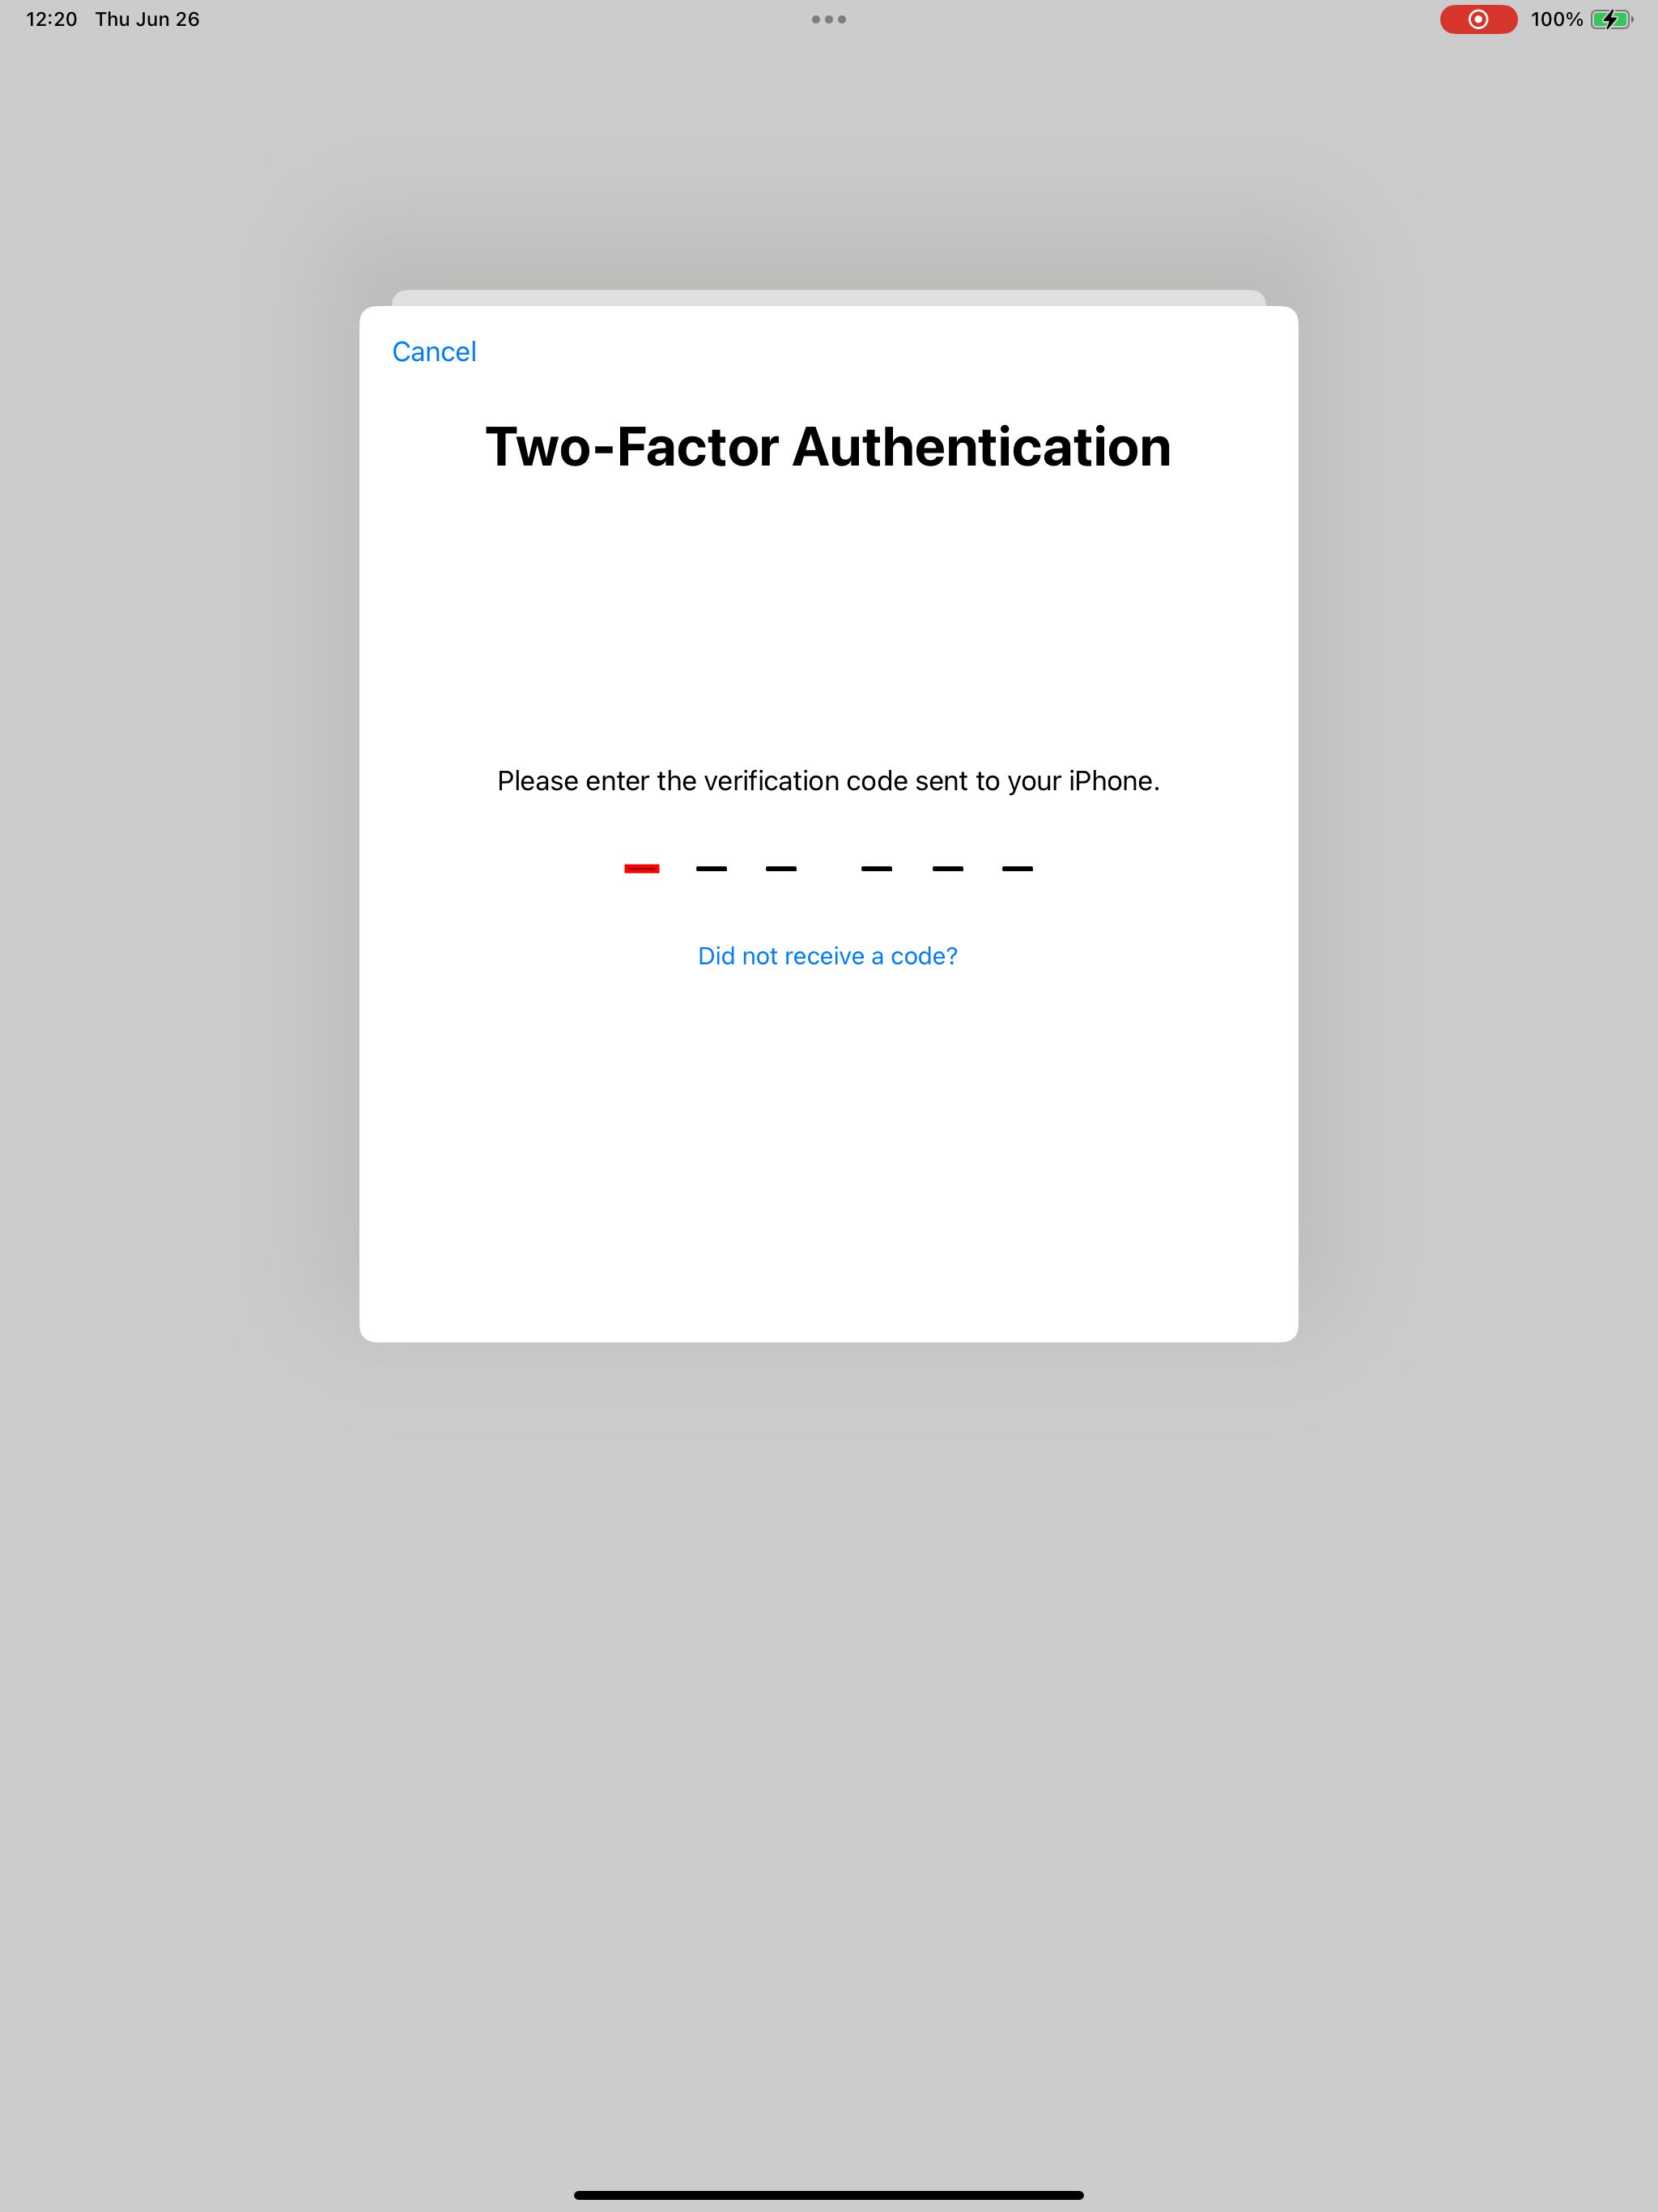 12:20 Thu Jun 26
100%
Cancel
Two-Factor Authentication
Please enter the verification code sent to your iPhone.
Did not receive a code?